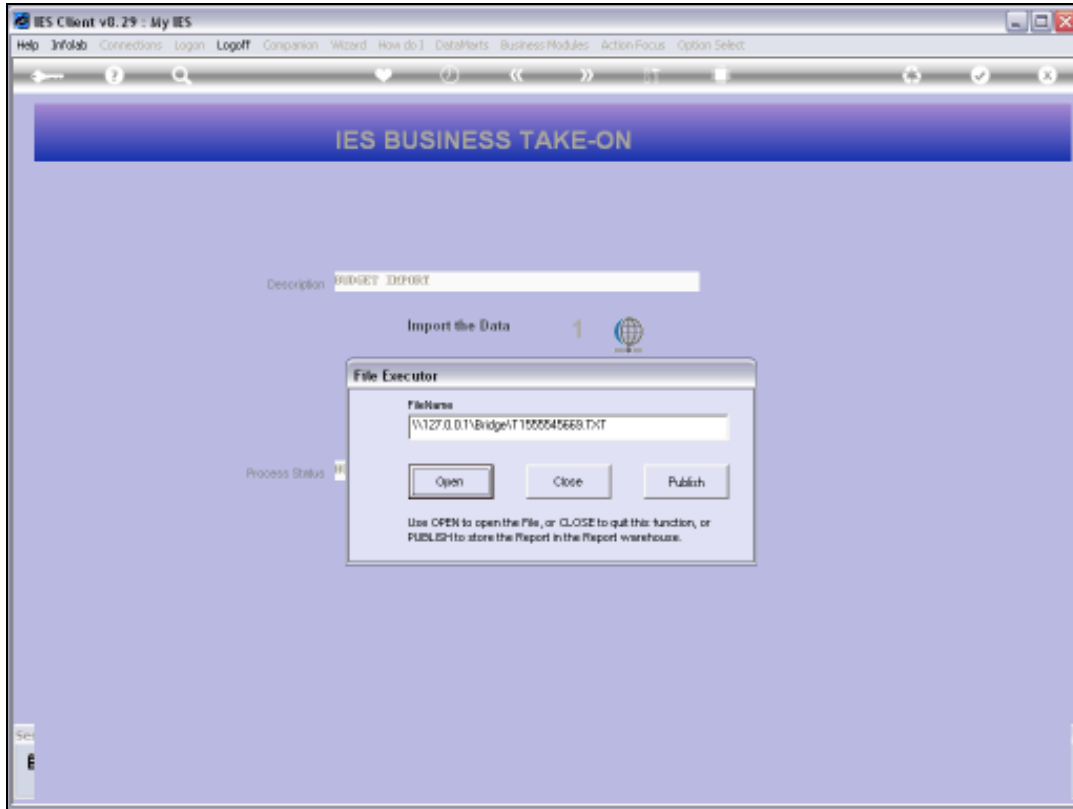 IES Client v8.29 : My IES
Help Infolab Connections Logon Logoff Companion Wizard How do I DataMarts Business Modules Action Focus Option Select
IES BUSINESS TAKE-ON
Description BUDGET IMPORT
Import the Data 1
File Executor
FileName
\\127.0.0.1\Bridge\T1555545669.TXT
Process Status
Open Close Publish
Use OPEN to open the File, or CLOSE to quit this function, or
PUBLISH to store the Report in the Report warehouse.